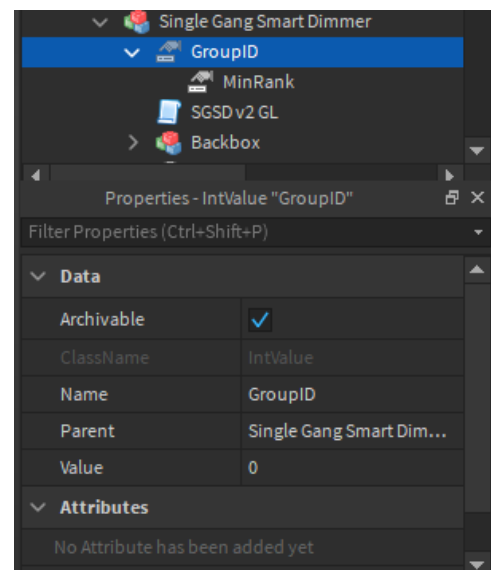 Single Gang Smart Dimmer
GroupID
MinRank
SGSD v2 GL
Backbox
Properties - IntValue "GroupID"
Filter Properties (Ctrl+Shift+P)
Data
Archivable
ClassName IntValue
Name GroupID
Parent Single Gang Smart Dim...
Value 0
Attributes
No Attribute has been added yet